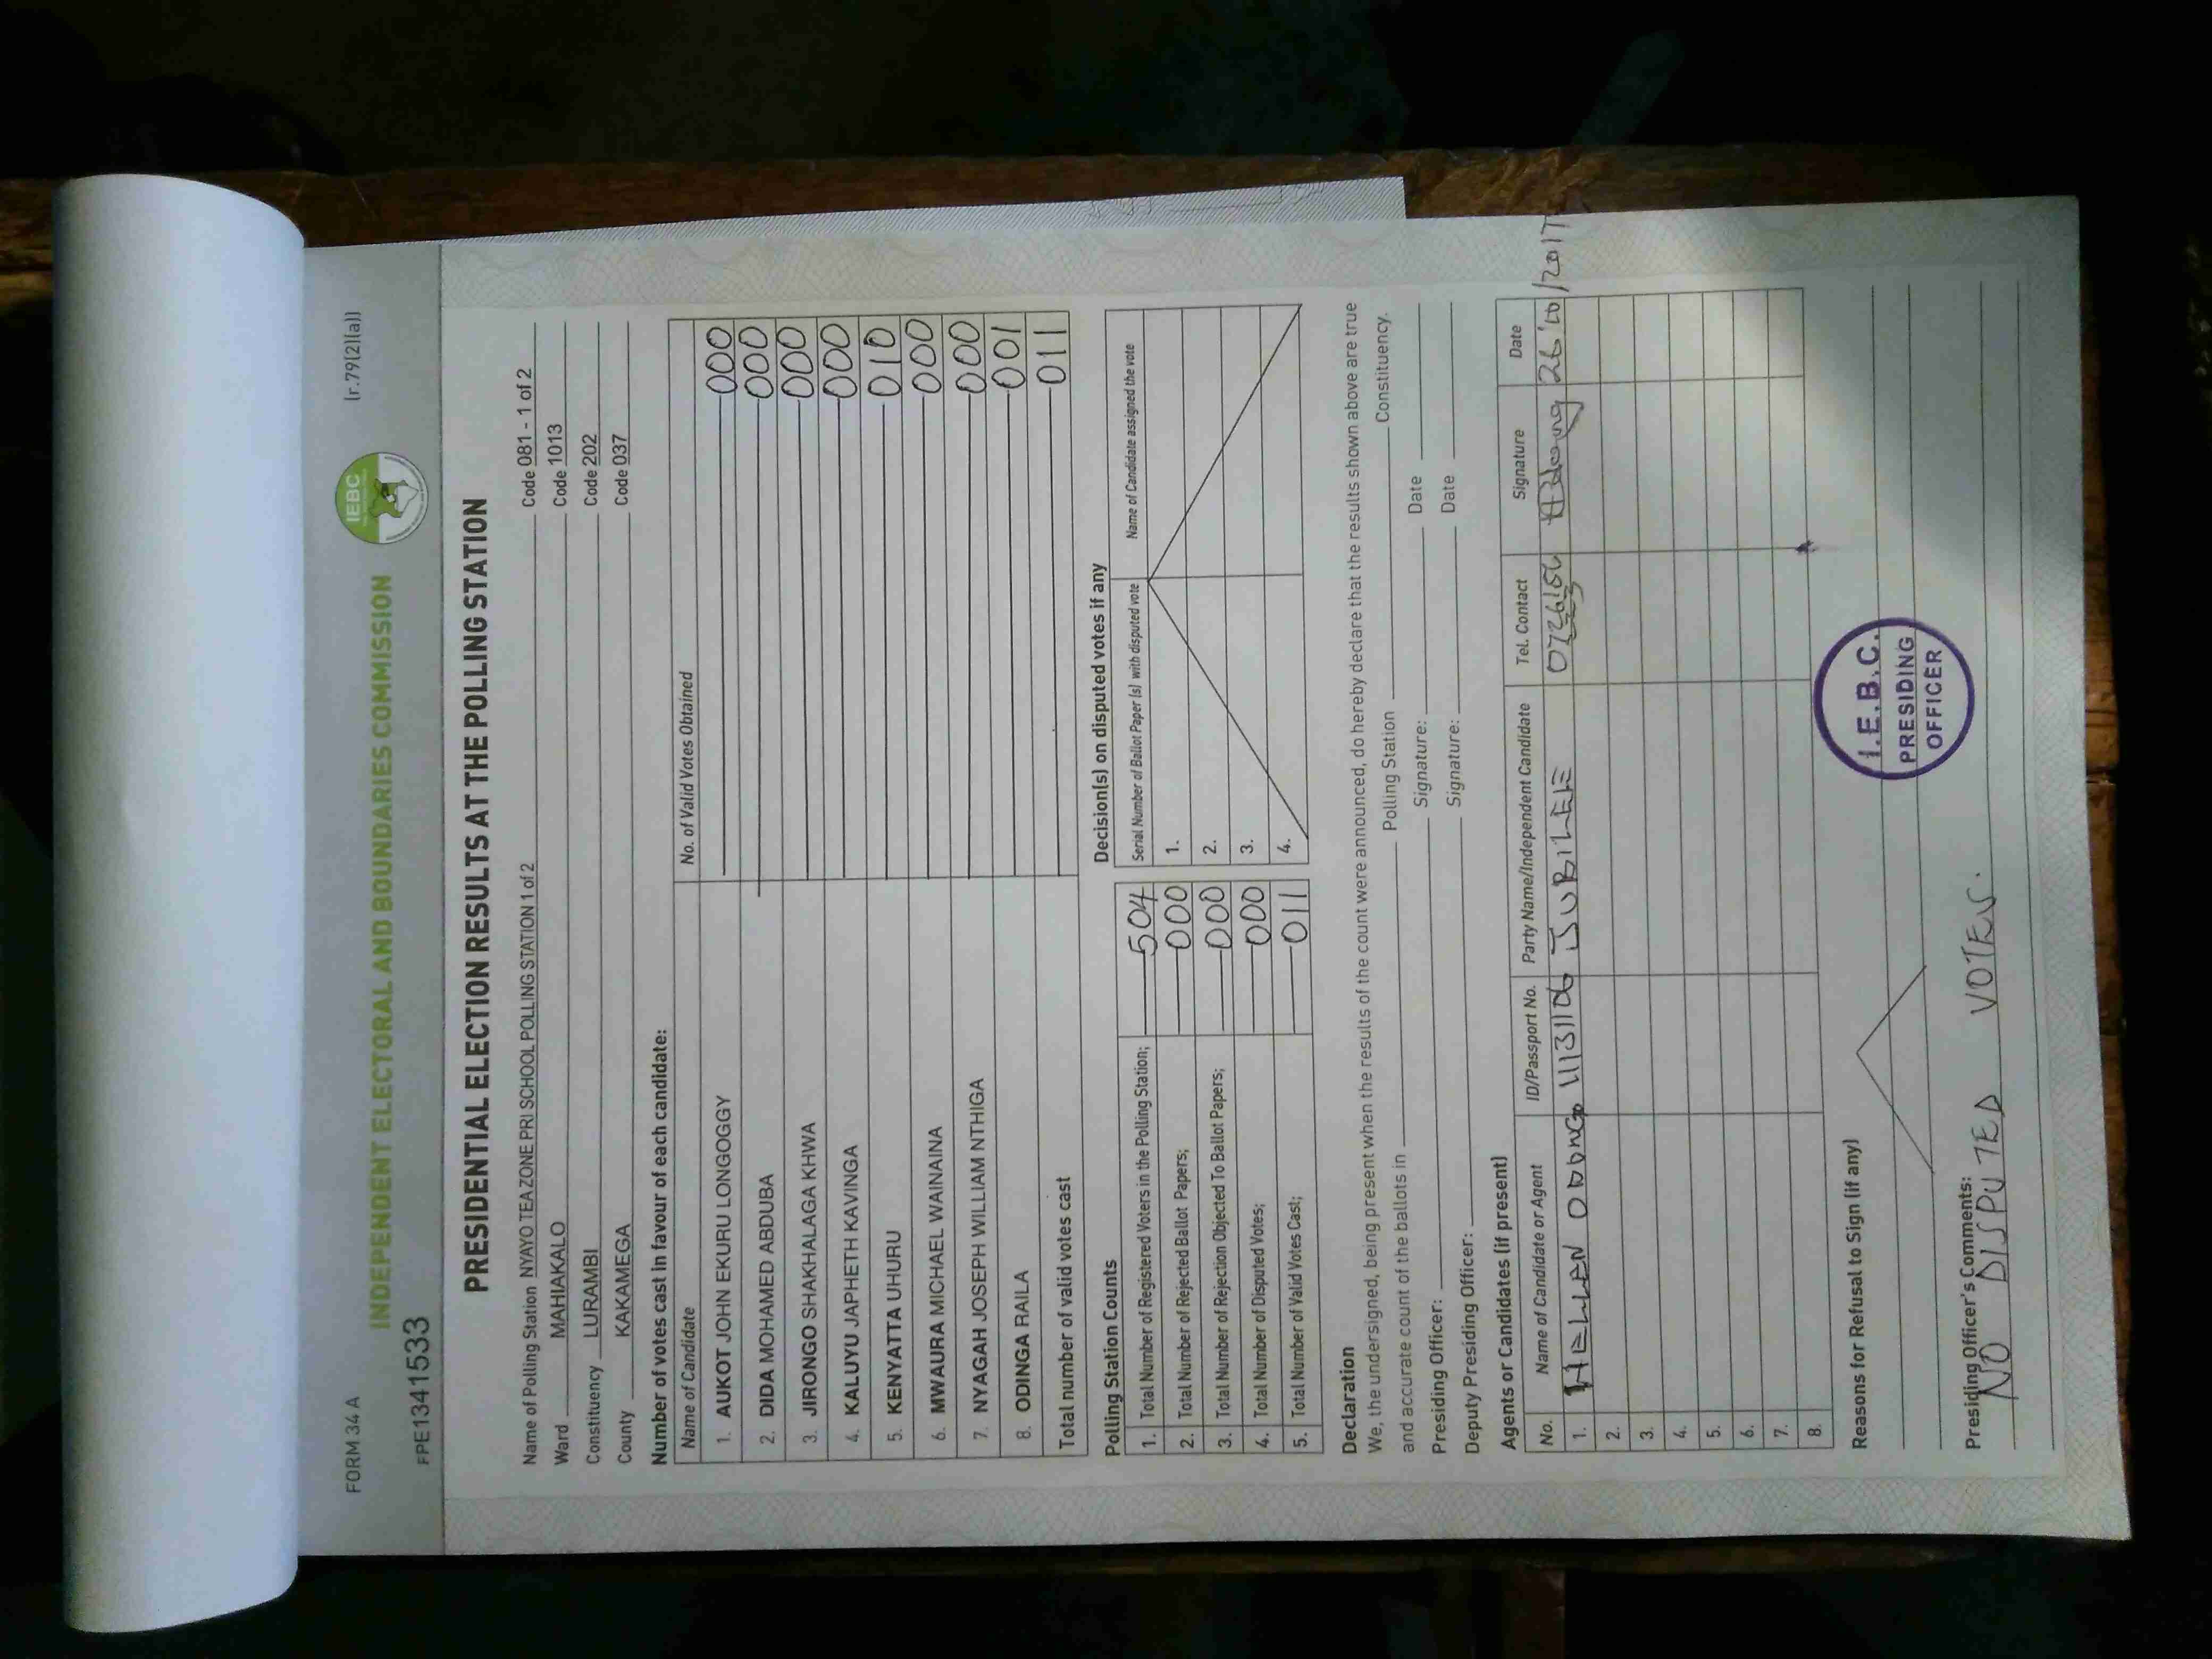 FORM 34 A
(r.79(2)(a))
INDEPENDENT ELECTORAL AND BOUNDARIES COMMISSION
IEBC
FPE1341533
PRESIDENTIAL ELECTION RESULTS AT THE POLLING STATION
Name of Polling Station NYAYO TEA ZONE PRI SCHOOL POLLING STATION 1 of 2 Code 081 - 1 of 2
Ward MAHIAKALO Code 1013
Constituency LURAMBI Code 202
County KAKAMEGA Code 037
Number of votes cast in favour of each candidate:
Name of Candidate No. of Valid Votes Obtained
1. AUKOT JOHN EKURU LONGOGGY 000
2. DIDA MOHAMED ABDUBA 000
3. JIRONGO SHAKHALAGA KHWA 000
4. KALUYU JAPHETH KAVINGA 000
5. KENYATTA UHURU 010
6. MWAURA MICHAEL WAINAINA 000
7. NYAGAH JOSEPH WILLIAM NTHIGA 000
8. ODINGA RAILA 001
Total number of valid votes cast 011
Polling Station Counts
1. Total Number of Registered Voters in the Polling Station; 504
2. Total Number of Rejected Ballot Papers; 000
3. Total Number of Rejection Objected To Ballot Papers; 000
4. Total Number of Disputed Votes; 000
5. Total Number of Valid Votes Cast; 011
Decision(s) on disputed votes if any
Serial Number of Ballot Paper (s) with disputed vote Name of Candidate assigned the vote
1.
2.
3.
4.
Declaration
We, the undersigned, being present when the results of the count were announced, do hereby declare that the results shown above are true
and accurate count of the ballots in Polling Station Constituency.
Presiding Officer: Signature: Date
Deputy Presiding Officer: Signature: Date
Agents or Candidates (if present)
No. Name of Candidate or Agent ID/Passport No. Party Name/Independent Candidate Tel. Contact Signature Date
1. HELLEN ODONGO 11131106 JUBILEE 26/10/2017
2.
3.
4.
5.
6.
7.
8.
Reasons for Refusal to Sign (if any)
I.E.B.C.
PRESIDING
OFFICER
Presiding Officer's Comments:
NO DISPUTED VOTES.